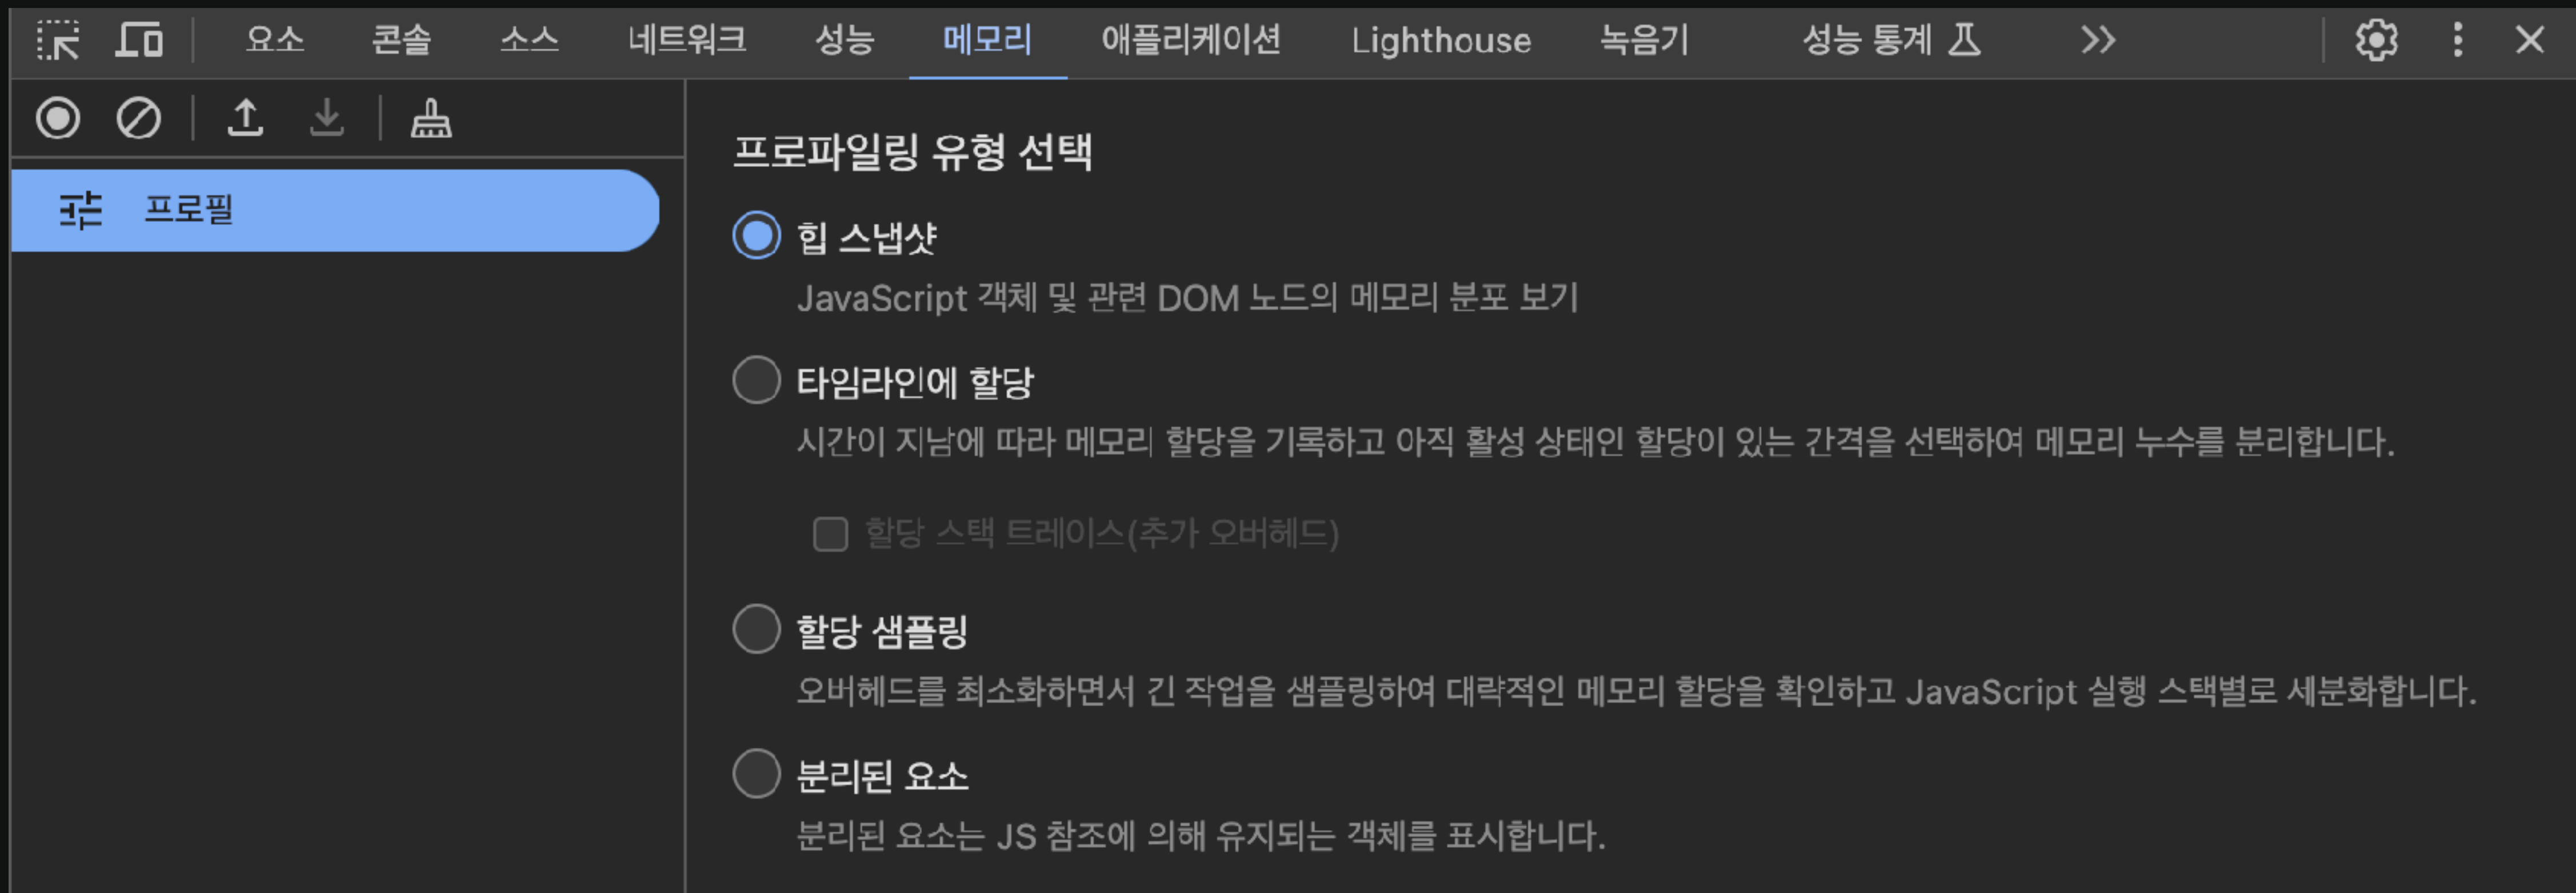 요소 콘솔 소스 네트워크 성능 메모리 애플리케이션 Lighthouse 녹음기 성능 통계
프로필
프로파일링 유형 선택
힙 스냅샷
JavaScript 객체 및 관련 DOM 노드의 메모리 분포 보기
타임라인에 할당
시간이 지남에 따라 메모리 할당을 기록하고 아직 활성 상태인 할당이 있는 간격을 선택하여 메모리 누수를 분리합니다.
할당 스택 트레이스(추가 오버헤드)
할당 샘플링
오버헤드를 최소화하면서 긴 작업을 샘플링하여 대략적인 메모리 할당을 확인하고 JavaScript 실행 스택별로 세분화합니다.
분리된 요소
분리된 요소는 JS 참조에 의해 유지되는 객체를 표시합니다.